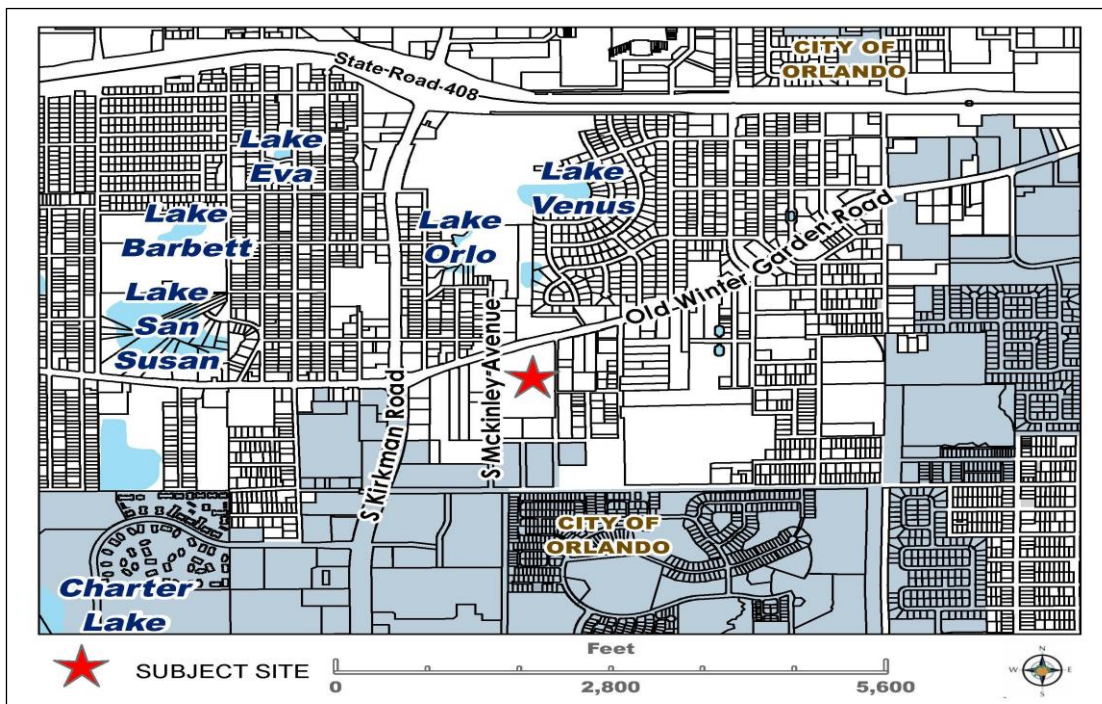 CITY OF
ORLANDO
State-Road-408
Lake
Eva
Lake
Venus
Lake
Barbett
Lake
Orlo
Lake
San
Susan
Old-Winter Garden-Road
S-Mckinley-Avenue
S-Kirkman Road
CITY OF
ORLANDO
Charter
Lake
SUBJECT SITE
Feet
0
2,800
5,600
N
W
E
S